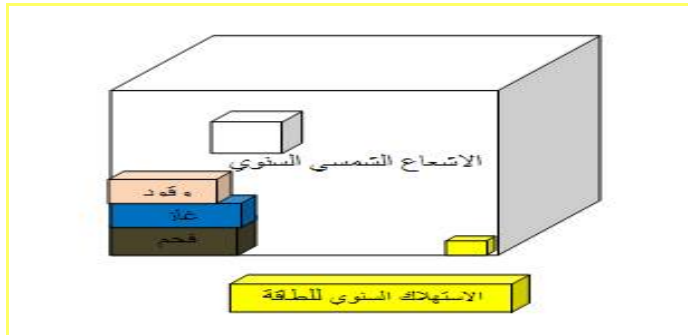 الاشعاع الشمسي السنوي
وقود
غاز
فحم
الاستهلاك السنوي للطاقة